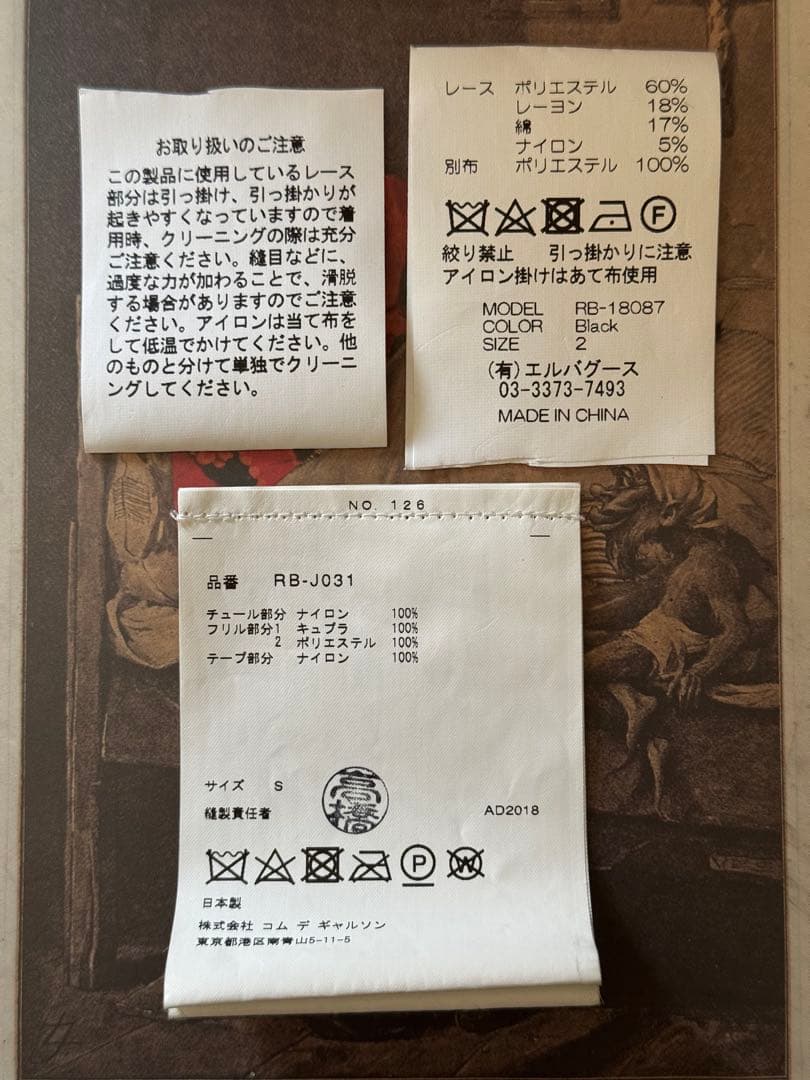 お取り扱いのご注意
この製品に使用しているレース
部分は引っ掛け、引っ掛かりが
起きやすくなっていますので着
用時、クリーニングの際は充分
ご注意ください。縫目などに、
過度な力が加わることで、滑脱
する場合がありますのでご注意
ください。アイロンは当て布を
して低温でかけてください。他
のものと分けて単独でクリーニ
ングしてください。
レース ポリエステル 60%
レーヨン 18%
綿 17%
ナイロン 5%
別布 ポリエステル 100%
F
絞り禁止 引っ掛かりに注意
アイロン掛けはあて布使用
MODEL RB-18087
COLOR Black
SIZE 2
(有)エルバグース
03-3373-7493
MADE IN CHINA
NO. 126
品番 RB-J031
チュール部分 ナイロン 100%
フリル部分1 キュプラ 100%
2 ポリエステル 100%
テープ部分 ナイロン 100%
サイズ S
縫製責任者 高橋 AD2018
P W
日本製
株式会社 コム デ ギャルソン
東京都港区南青山5-11-5